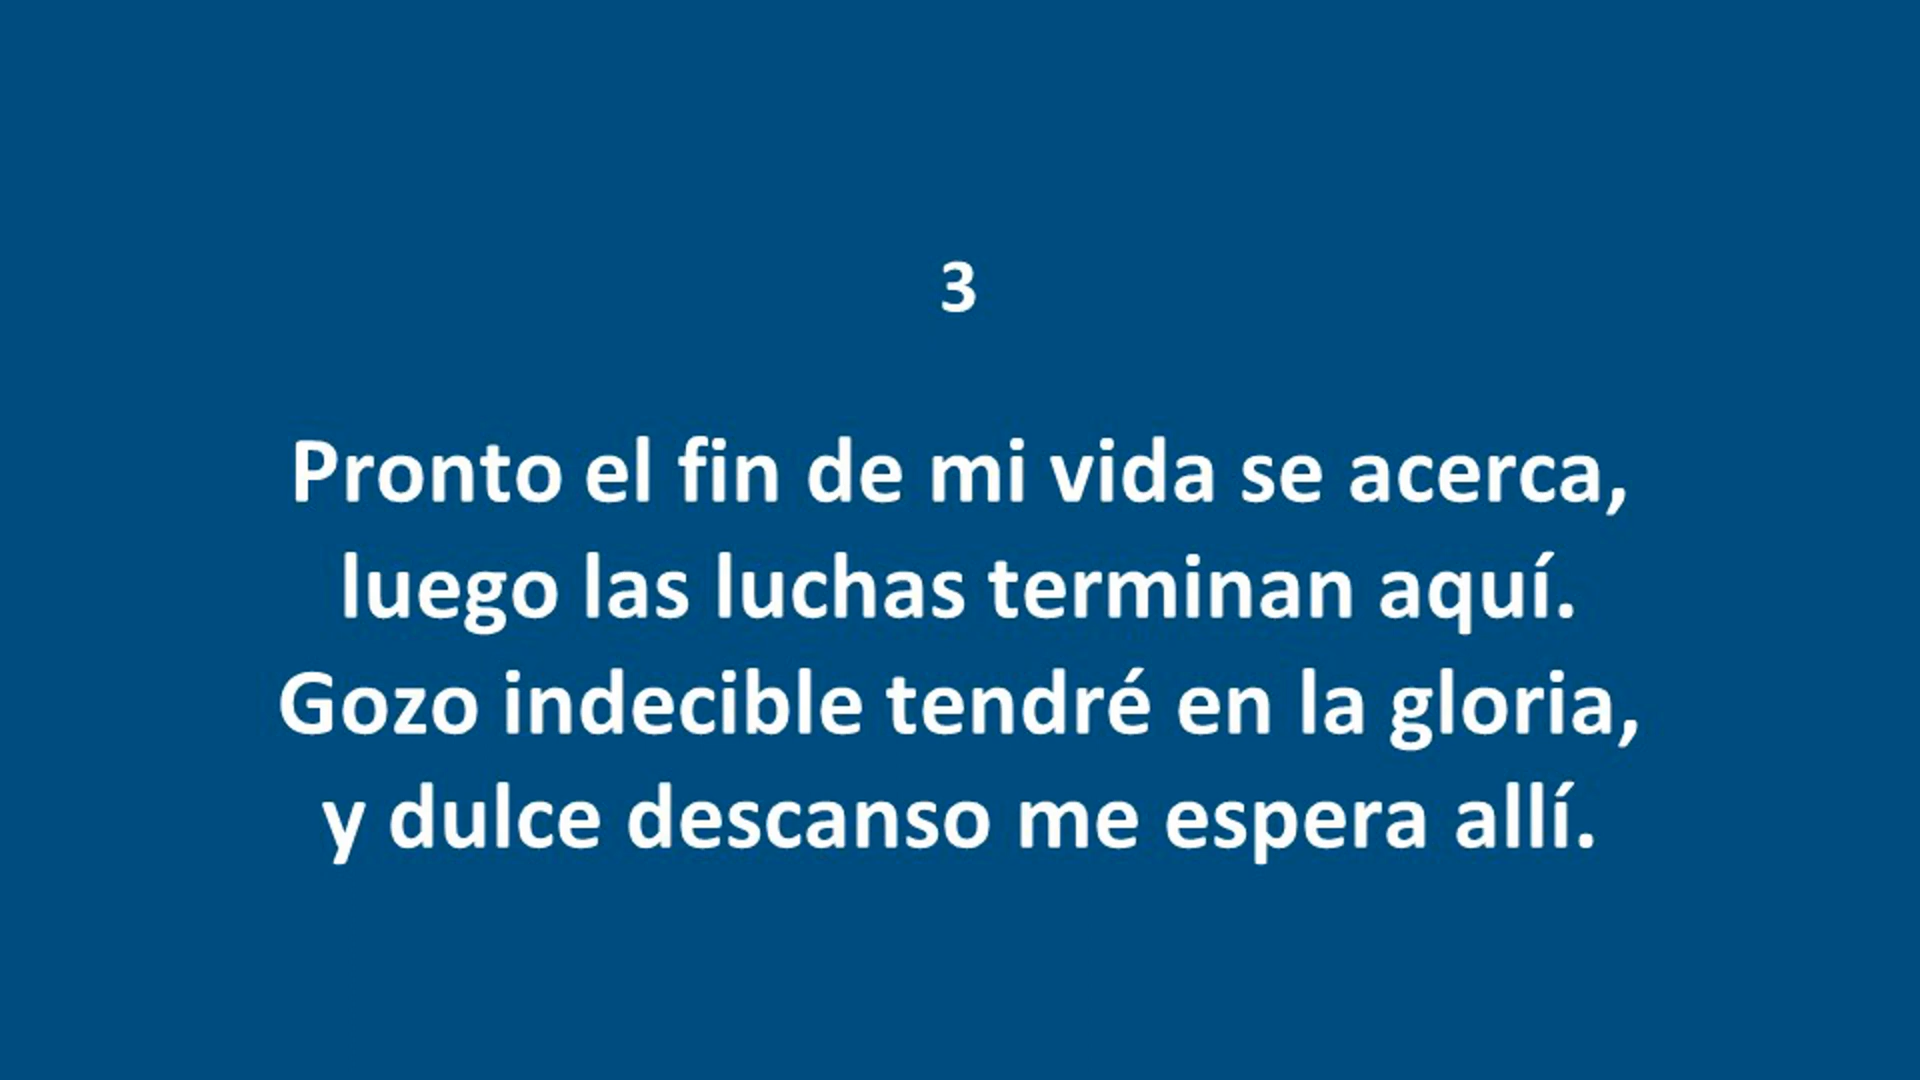 3
Pronto el fin de mi vida se acerca,
luego las luchas terminan aquí.
Gozo indecible tendré en la gloria,
y dulce descanso me espera allí.